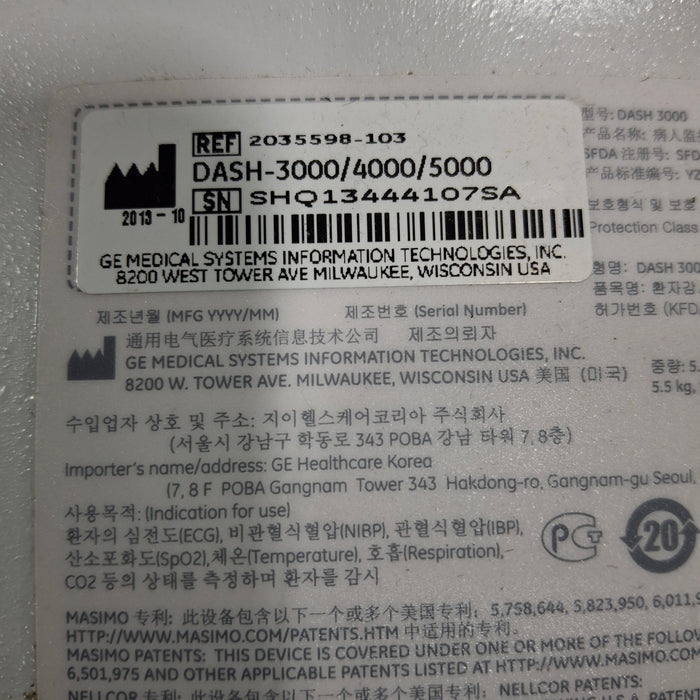 REF 2035598-103
DASH-3000/4000/5000
2013-10
SN SHQ13444107SA
GE MEDICAL SYSTEMS INFORMATION TECHNOLOGIES, INC.
8200 WEST TOWER AVE MILWAUKEE, WISCONSIN USA
型号: DASH 3000
产品名称: 病人监
SFDA 注册号: SFD
产品标准编号: YZ
보호형식 및 보호
Protection Class
형명: DASH 300
품목명: 환자감
허가번호 (KFD
중량: 5.
5.5 kg,
제조년월 (MFG YYYY/MM) 제조번호 (Serial Number)
通用电气医疗系统信息技术公司 제조의뢰자
GE MEDICAL SYSTEMS INFORMATION TECHNOLOGIES, INC.
8200 W. TOWER AVE. MILWAUKEE, WISCONSIN USA 美国 (미국)
수입업자 상호 및 주소: 지이헬스케어코리아 주식회사
(서울시 강남구 학동로 343 POBA 강남 타워 7, 8층)
Importer's name/address: GE Healthcare Korea
(7, 8 F POBA Gangnam Tower 343 Hakdong-ro, Gangnam-gu Seoul,
사용목적: (Indication for use)
환자의 심전도(ECG), 비관혈식혈압(NIBP), 관혈식혈압(IBP),
산소포화도(SpO2),체온(Temperature), 호흡(Respiration),
CO2 등의 상태를 측정하며 환자를 감시
20
MASIMO 专利: 此设备包含以下一个或多个美国专利: 5,758,644, 5,823,950, 6,011,9
HTTP://WWW.MASIMO.COM/PATENTS.HTM 中适用的专利.
MASIMO PATENTS: THIS DEVICE IS COVERED UNDER ONE OR MORE OF THE FOLLOW
6,501,975 AND OTHER APPLICABLE PATENTS LISTED AT HTTP://WWW.MASIMO.
NELLCOR 专利: 此设备包含以下一个或多个美国专利: NELLCOR PATENTS: